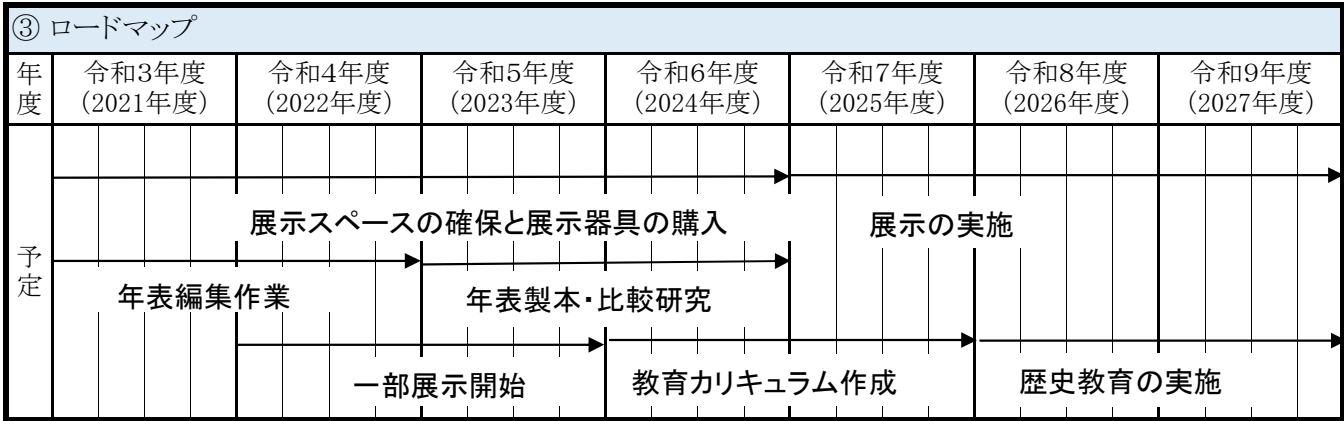 ③ ロードマップ
年度
令和3年度
(2021年度)
令和4年度
(2022年度)
令和5年度
(2023年度)
令和6年度
(2024年度)
令和7年度
(2025年度)
令和8年度
(2026年度)
令和9年度
(2027年度)
予定
展示スペースの確保と展示器具の購入
展示の実施
年表編集作業
年表製本・比較研究
一部展示開始
教育カリキュラム作成
歴史教育の実施